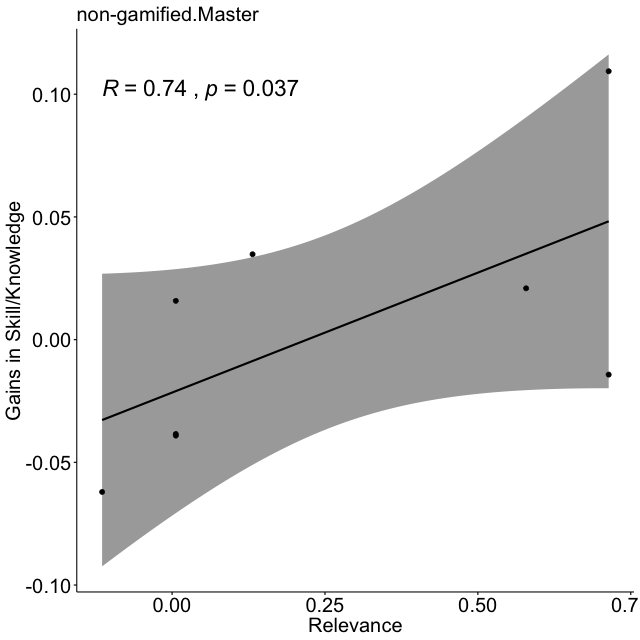 non-gamified.Master
R = 0.74 , p = 0.037
Gains in Skill/Knowledge
0.10
0.05
0.00
-0.05
-0.10
0.00 0.25 0.50 0.7
Relevance